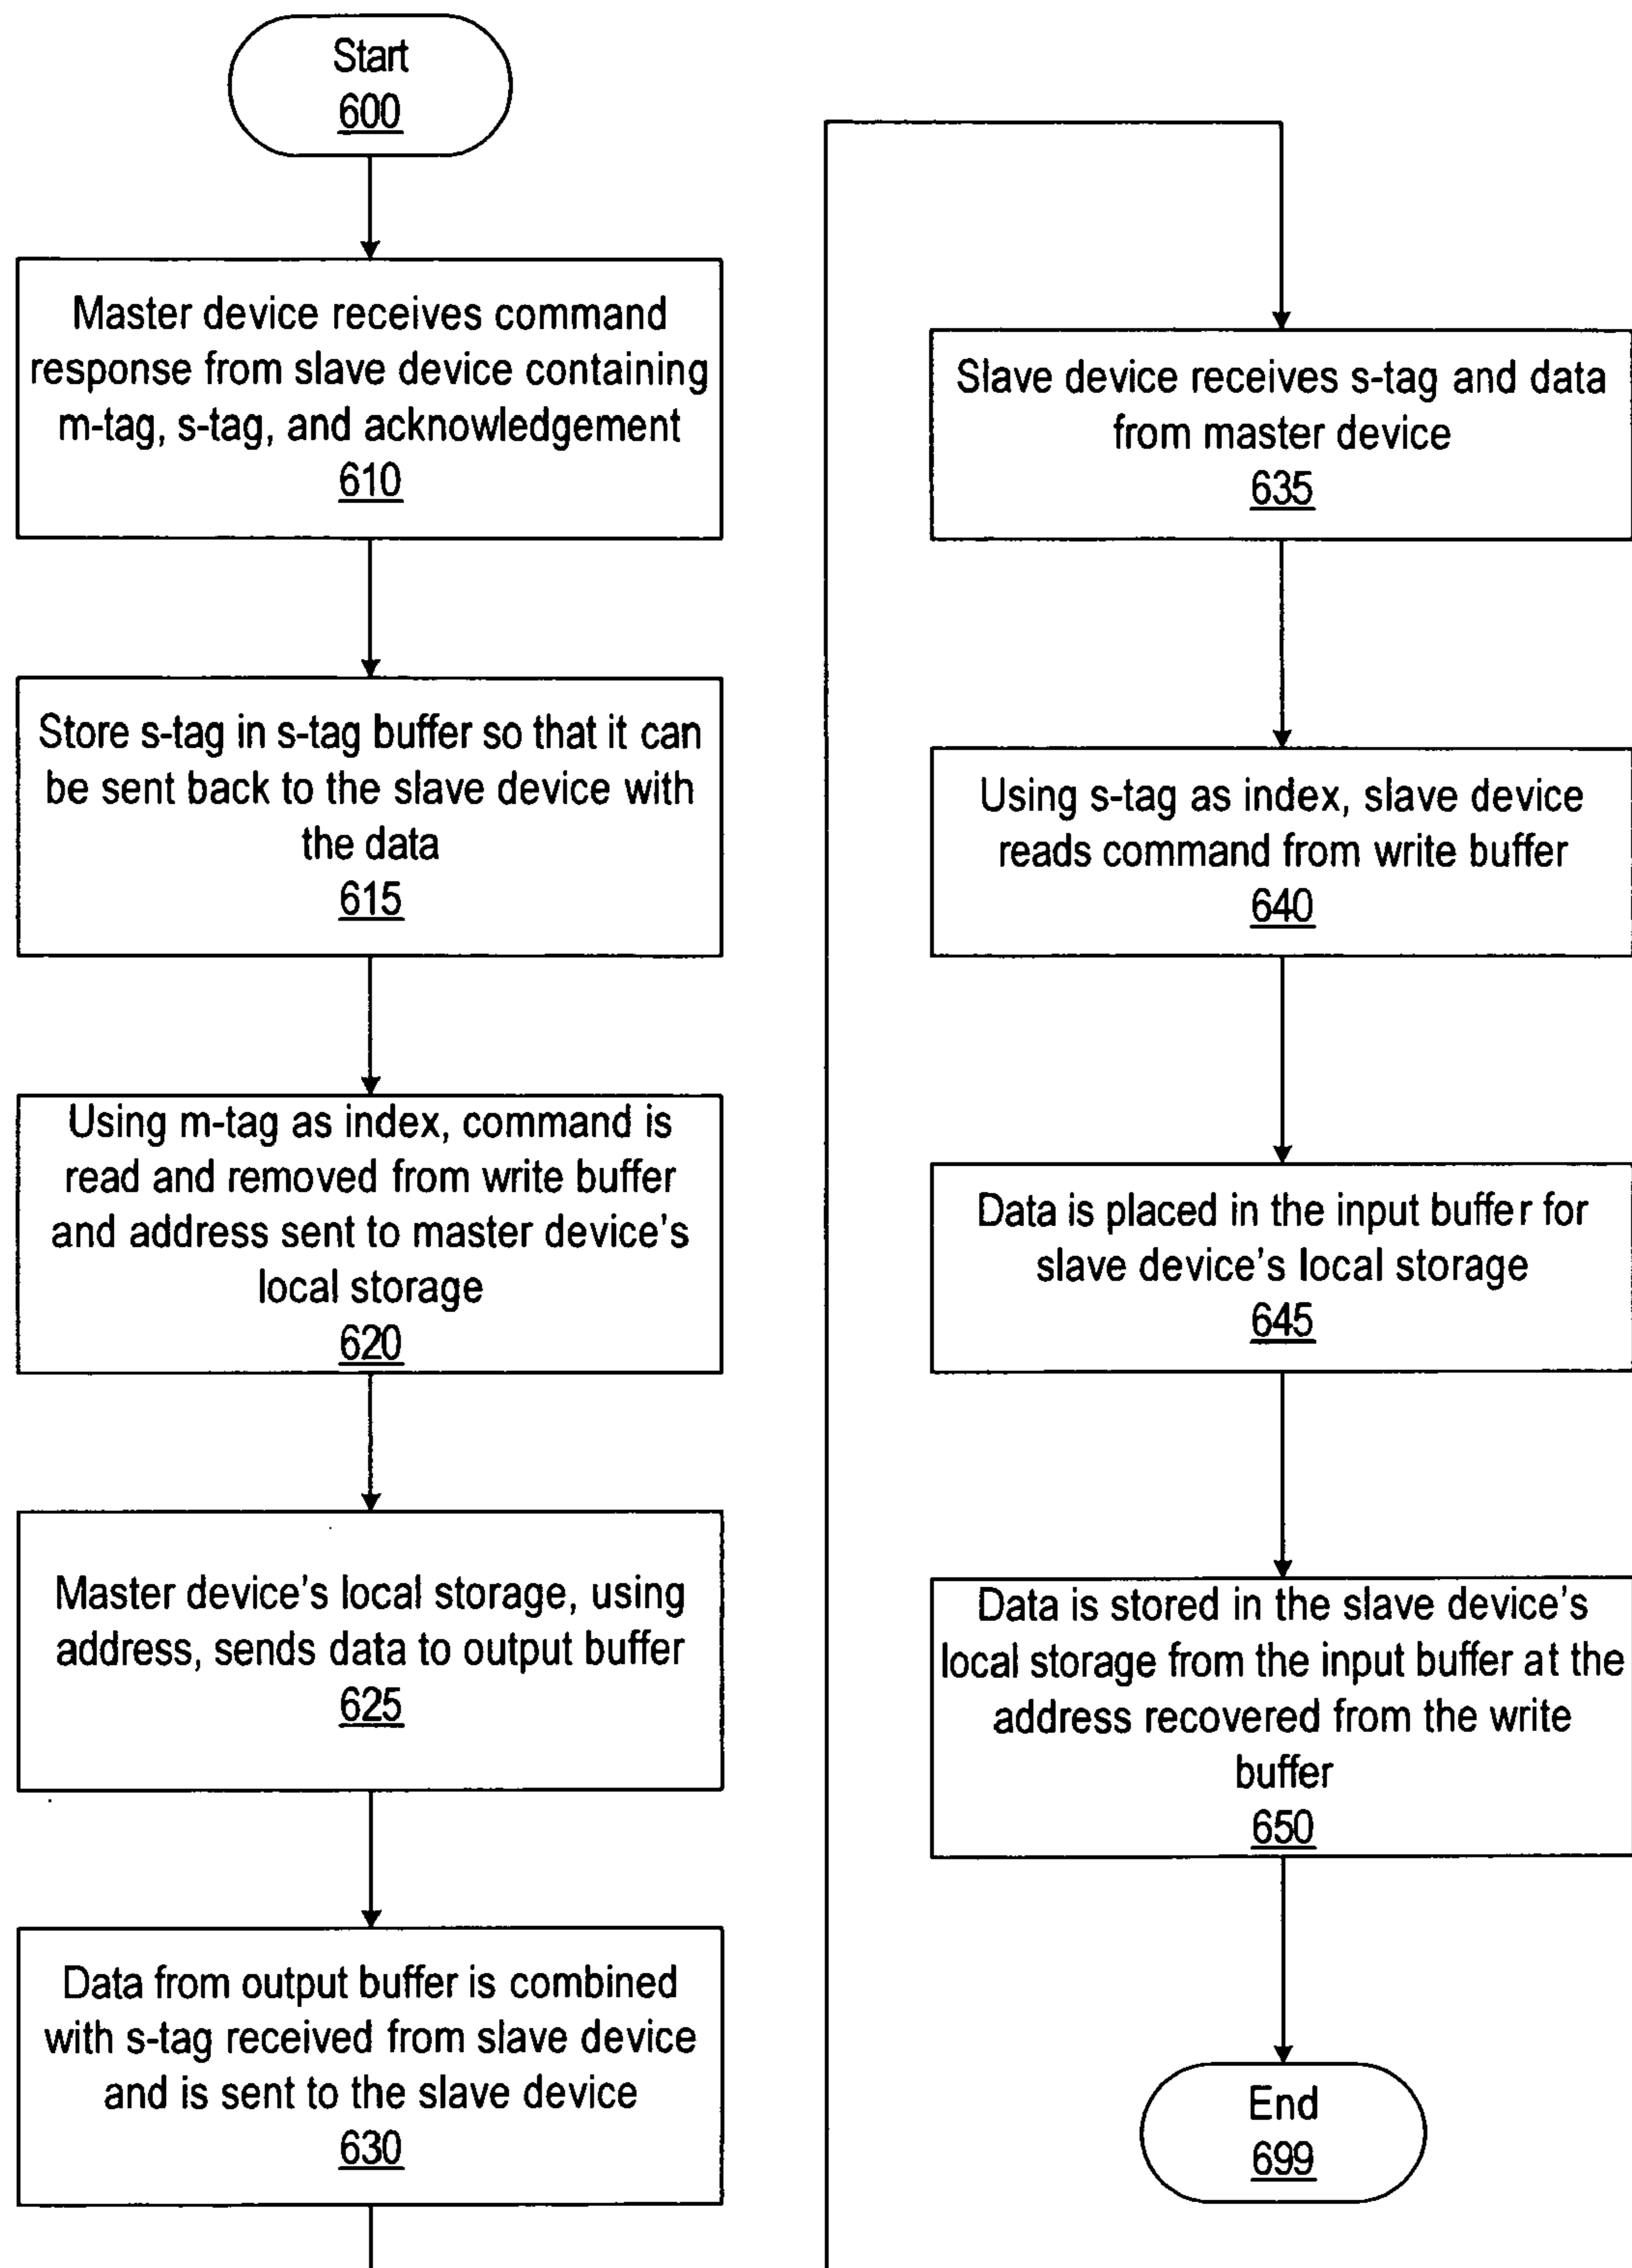 Start
600
Master device receives command
response from slave device containing
m-tag, s-tag, and acknowledgement
610
Store s-tag in s-tag buffer so that it can
be sent back to the slave device with
the data
615
Using m-tag as index, command is
read and removed from write buffer
and address sent to master device's
local storage
620
Master device's local storage, using
address, sends data to output buffer
625
Data from output buffer is combined
with s-tag received from slave device
and is sent to the slave device
630
Slave device receives s-tag and data
from master device
635
Using s-tag as index, slave device
reads command from write buffer
640
Data is placed in the input buffer for
slave device's local storage
645
Data is stored in the slave device's
local storage from the input buffer at the
address recovered from the write
buffer
650
End
699